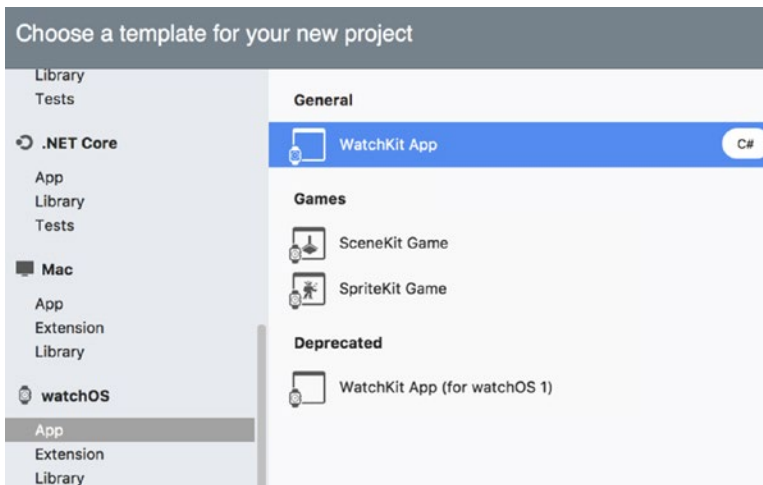 Choose a template for your new project
Library
Tests
.NET Core
App
Library
Tests
Mac
App
Extension
Library
watchOS
App
Extension
Library
General
WatchKit App
C#
Games
SceneKit Game
SpriteKit Game
Deprecated
WatchKit App (for watchOS 1)